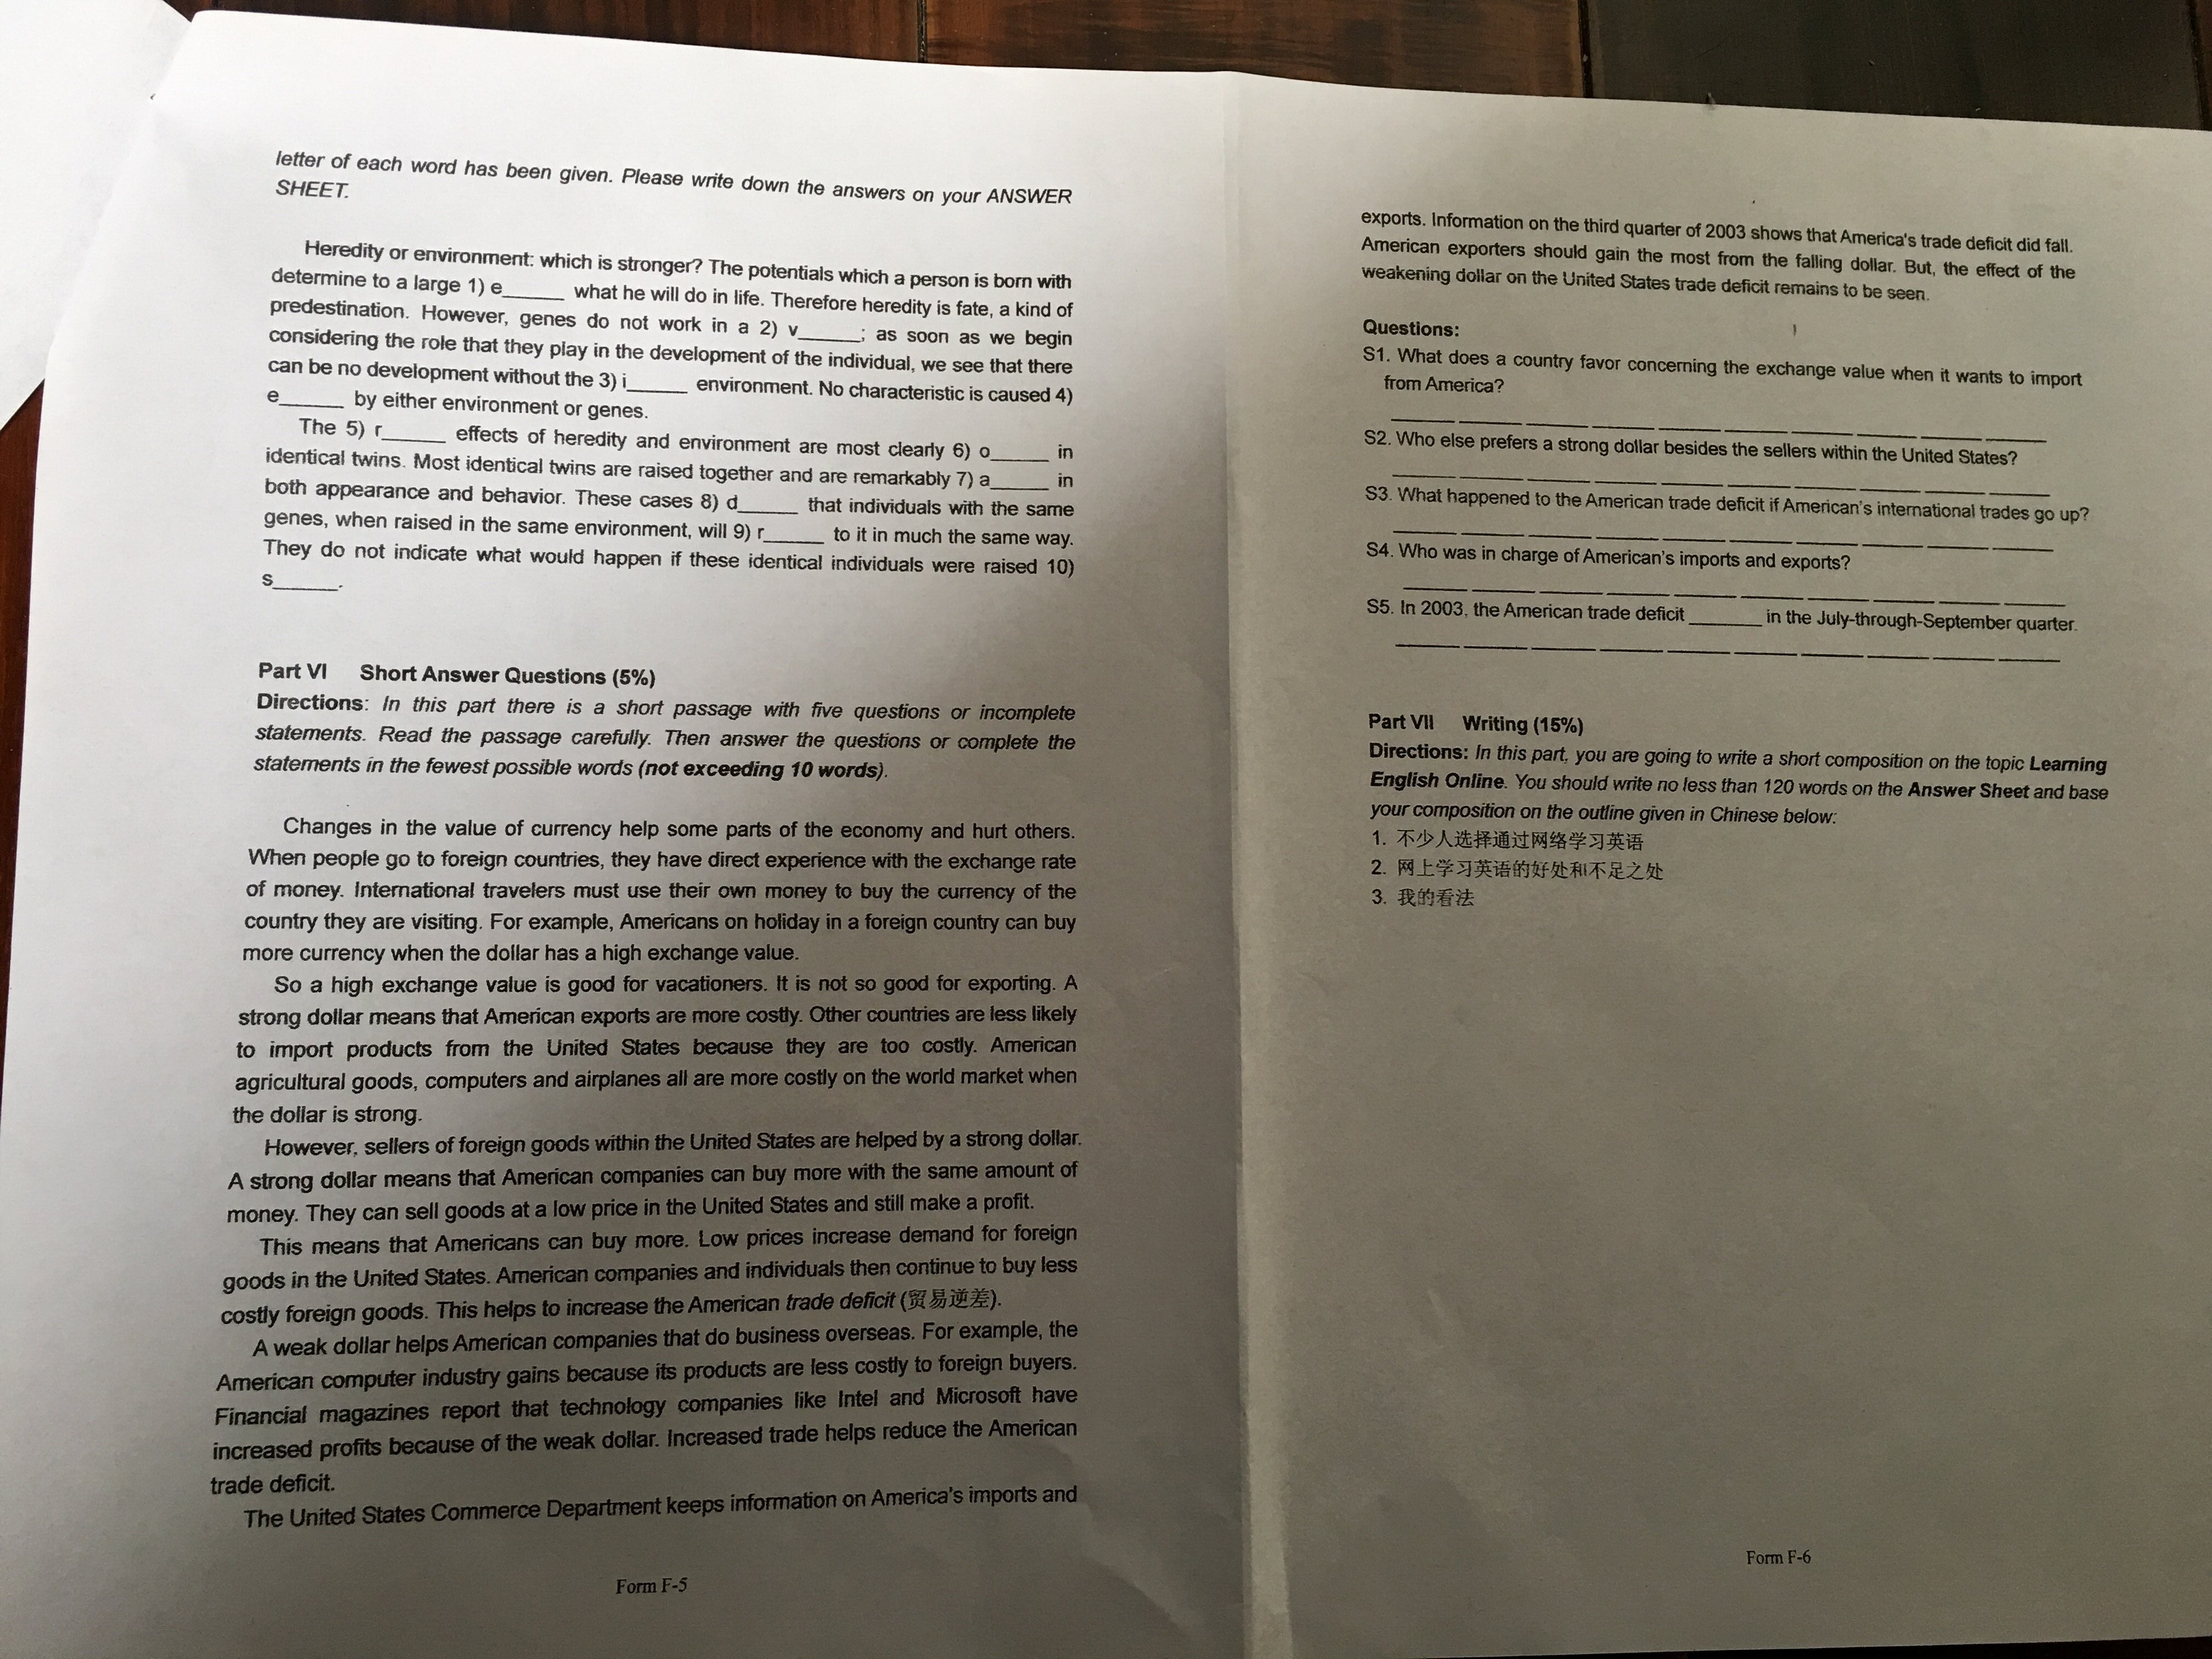 letter of each word has been given. Please write down the answers on your ANSWER
SHEET.
Heredity or environment: which is stronger? The potentials which a person is born with
determine to a large 1) e______ what he will do in life. Therefore heredity is fate, a kind of
predestination. However, genes do not work in a 2) v______; as soon as we begin
considering the role that they play in the development of the individual, we see that there
can be no development without the 3) i______ environment. No characteristic is caused 4)
e______ by either environment or genes.
The 5) r______ effects of heredity and environment are most clearly 6) o______ in
identical twins. Most identical twins are raised together and are remarkably 7) a______ in
both appearance and behavior. These cases 8) d______ that individuals with the same
genes, when raised in the same environment, will 9) r______ to it in much the same way.
They do not indicate what would happen if these identical individuals were raised 10)
s______.
Part VI Short Answer Questions (5%)
Directions: In this part there is a short passage with five questions or incomplete
statements. Read the passage carefully. Then answer the questions or complete the
statements in the fewest possible words (not exceeding 10 words).
Changes in the value of currency help some parts of the economy and hurt others.
When people go to foreign countries, they have direct experience with the exchange rate
of money. International travelers must use their own money to buy the currency of the
country they are visiting. For example, Americans on holiday in a foreign country can buy
more currency when the dollar has a high exchange value.
So a high exchange value is good for vacationers. It is not so good for exporting. A
strong dollar means that American exports are more costly. Other countries are less likely
to import products from the United States because they are too costly. American
agricultural goods, computers and airplanes all are more costly on the world market when
the dollar is strong.
However, sellers of foreign goods within the United States are helped by a strong dollar.
A strong dollar means that American companies can buy more with the same amount of
money. They can sell goods at a low price in the United States and still make a profit.
This means that Americans can buy more. Low prices increase demand for foreign
goods in the United States. American companies and individuals then continue to buy less
costly foreign goods. This helps to increase the American trade deficit (贸易逆差).
A weak dollar helps American companies that do business overseas. For example, the
American computer industry gains because its products are less costly to foreign buyers.
Financial magazines report that technology companies like Intel and Microsoft have
increased profits because of the weak dollar. Increased trade helps reduce the American
trade deficit.
The United States Commerce Department keeps information on America's imports and
Form F-5
exports. Information on the third quarter of 2003 shows that America's trade deficit did fall.
American exporters should gain the most from the falling dollar. But, the effect of the
weakening dollar on the United States trade deficit remains to be seen.
Questions:
S1. What does a country favor concerning the exchange value when it wants to import
from America?
S2. Who else prefers a strong dollar besides the sellers within the United States?
S3. What happened to the American trade deficit if American's international trades go up?
S4. Who was in charge of American's imports and exports?
S5. In 2003, the American trade deficit ______ in the July-through-September quarter.
Part VII Writing (15%)
Directions: In this part, you are going to write a short composition on the topic Learning
English Online. You should write no less than 120 words on the Answer Sheet and base
your composition on the outline given in Chinese below:
1. 不少人选择通过网络学习英语
2. 网上学习英语的好处和不足之处
3. 我的看法
Form F-6